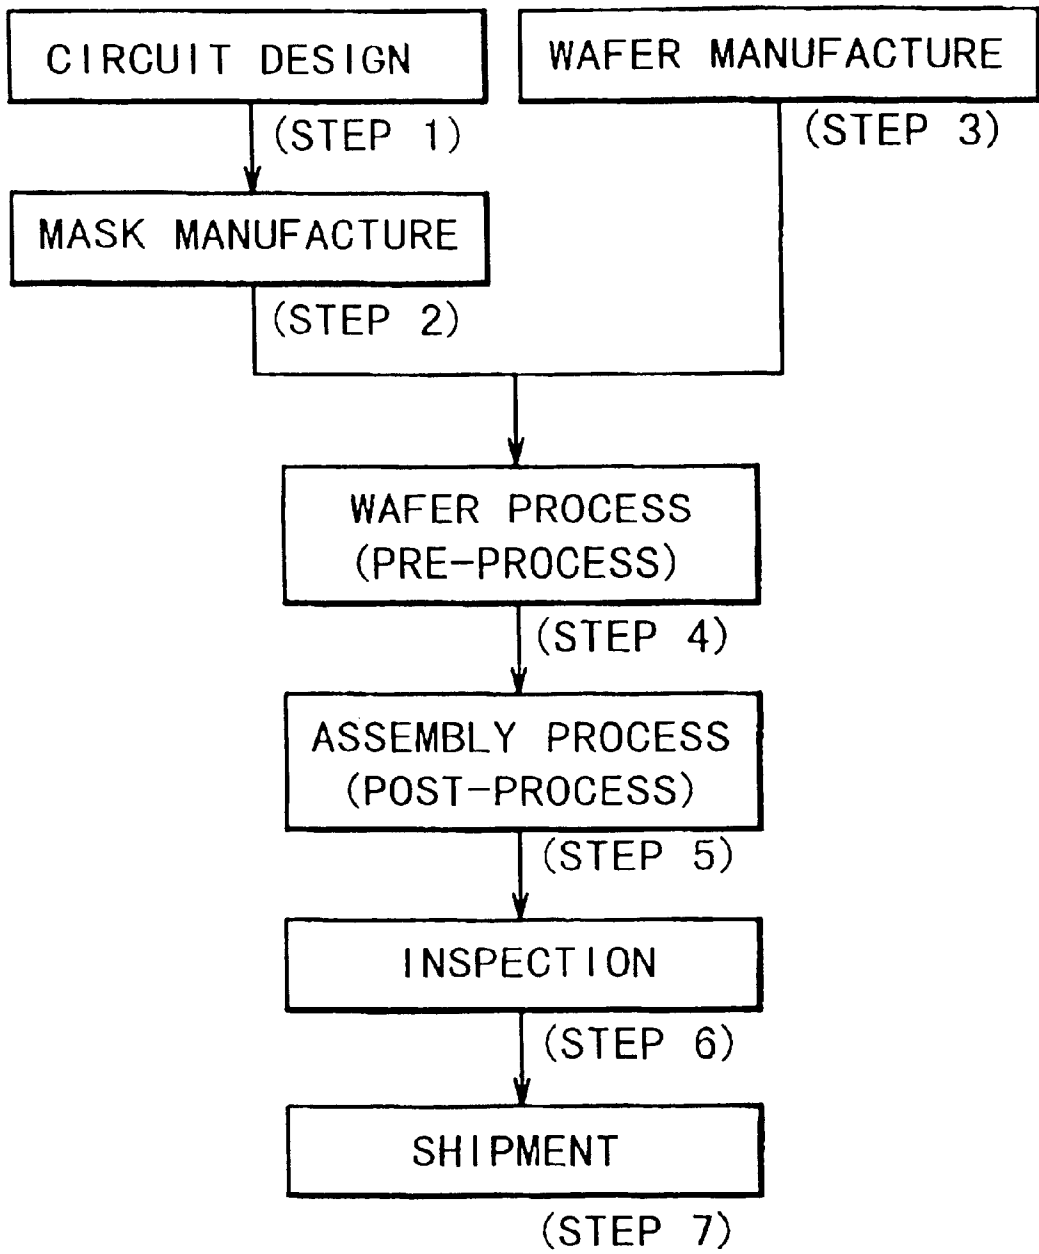 CIRCUIT DESIGN
(STEP 1)
WAFER MANUFACTURE
(STEP 3)
MASK MANUFACTURE
(STEP 2)
WAFER PROCESS
(PRE-PROCESS)
(STEP 4)
ASSEMBLY PROCESS
(POST-PROCESS)
(STEP 5)
INSPECTION
(STEP 6)
SHIPMENT
(STEP 7)